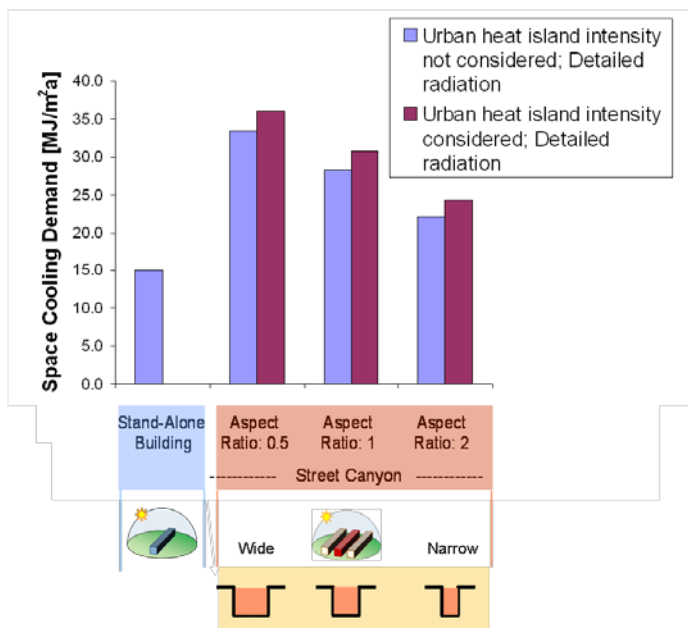 Urban heat island intensity
not considered; Detailed
radiation
Urban heat island intensity
considered; Detailed
radiation
Space Cooling Demand [MJ/m²a]
40.0
35.0
30.0
25.0
20.0
15.0
10.0
5.0
0.0
Stand-Alone
Building
Aspect
Ratio: 0.5
Aspect
Ratio: 1
Aspect
Ratio: 2
------------ Street Canyon ------------
Wide
Narrow